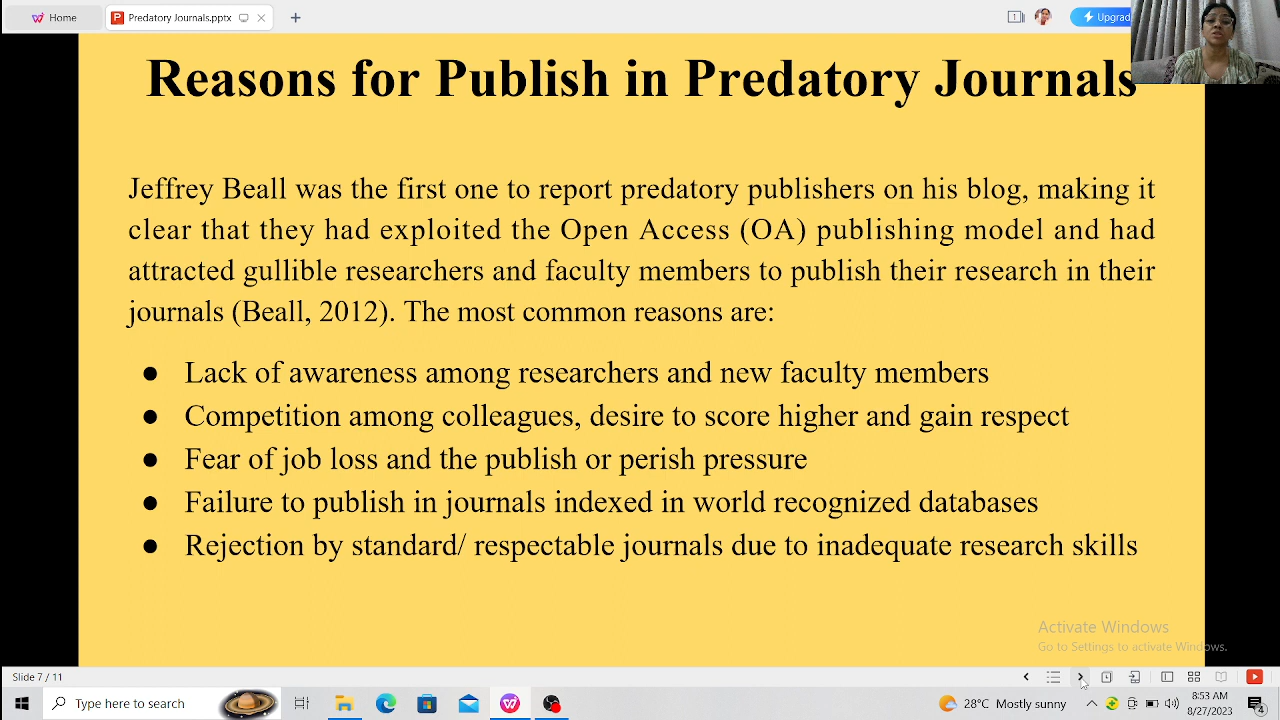 Home
Predatory Journals.pptx
1
Upgrad
Reasons for Publish in Predatory Journals
Jeffrey Beall was the first one to report predatory publishers on his blog, making it
clear that they had exploited the Open Access (OA) publishing model and had
attracted gullible researchers and faculty members to publish their research in their
journals (Beall, 2012). The most common reasons are:
● Lack of awareness among researchers and new faculty members
● Competition among colleagues, desire to score higher and gain respect
● Fear of job loss and the publish or perish pressure
● Failure to publish in journals indexed in world recognized databases
● Rejection by standard/ respectable journals due to inadequate research skills
Activate Windows
Go to Settings to activate Windows.
Slide 7 / 11
Type here to search
28°C Mostly sunny
8:53 AM
8/27/2023
4